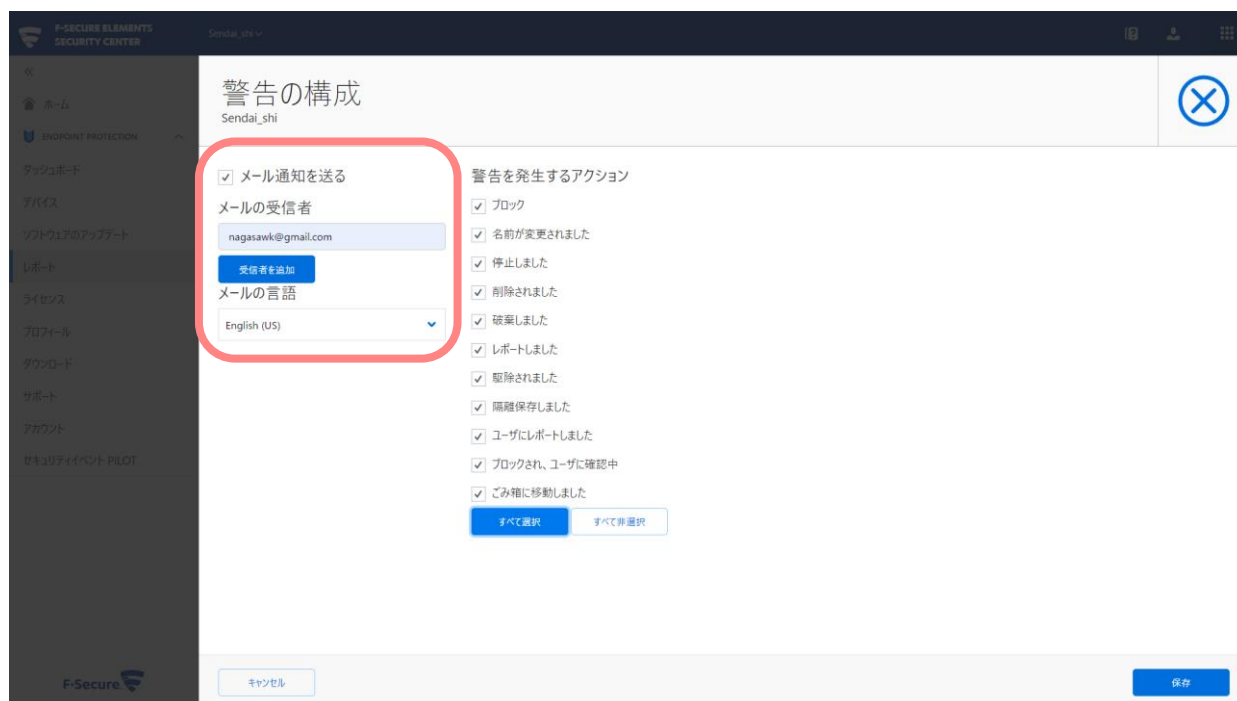 F-SECURE ELEMENTS
SECURITY CENTER
Sendai_shi
ホーム
ENDPOINT PROTECTION
ダッシュボード
デバイス
ソフトウェアのアップデート
レポート
ライセンス
プロフィール
ダウンロード
サポート
アカウント
セキュリティイベント PILOT
F-Secure
警告の構成
Sendai_shi
メール通知を送る
メールの受信者
nagasawk@gmail.com
受信者を追加
メールの言語
English (US)
警告を発生するアクション
ブロック
名前が変更されました
停止しました
削除されました
破棄しました
レポートしました
駆除されました
隔離保存しました
ユーザにレポートしました
ブロックされ、ユーザに確認中
ごみ箱に移動しました
すべて選択
すべて非選択
キャンセル
保存